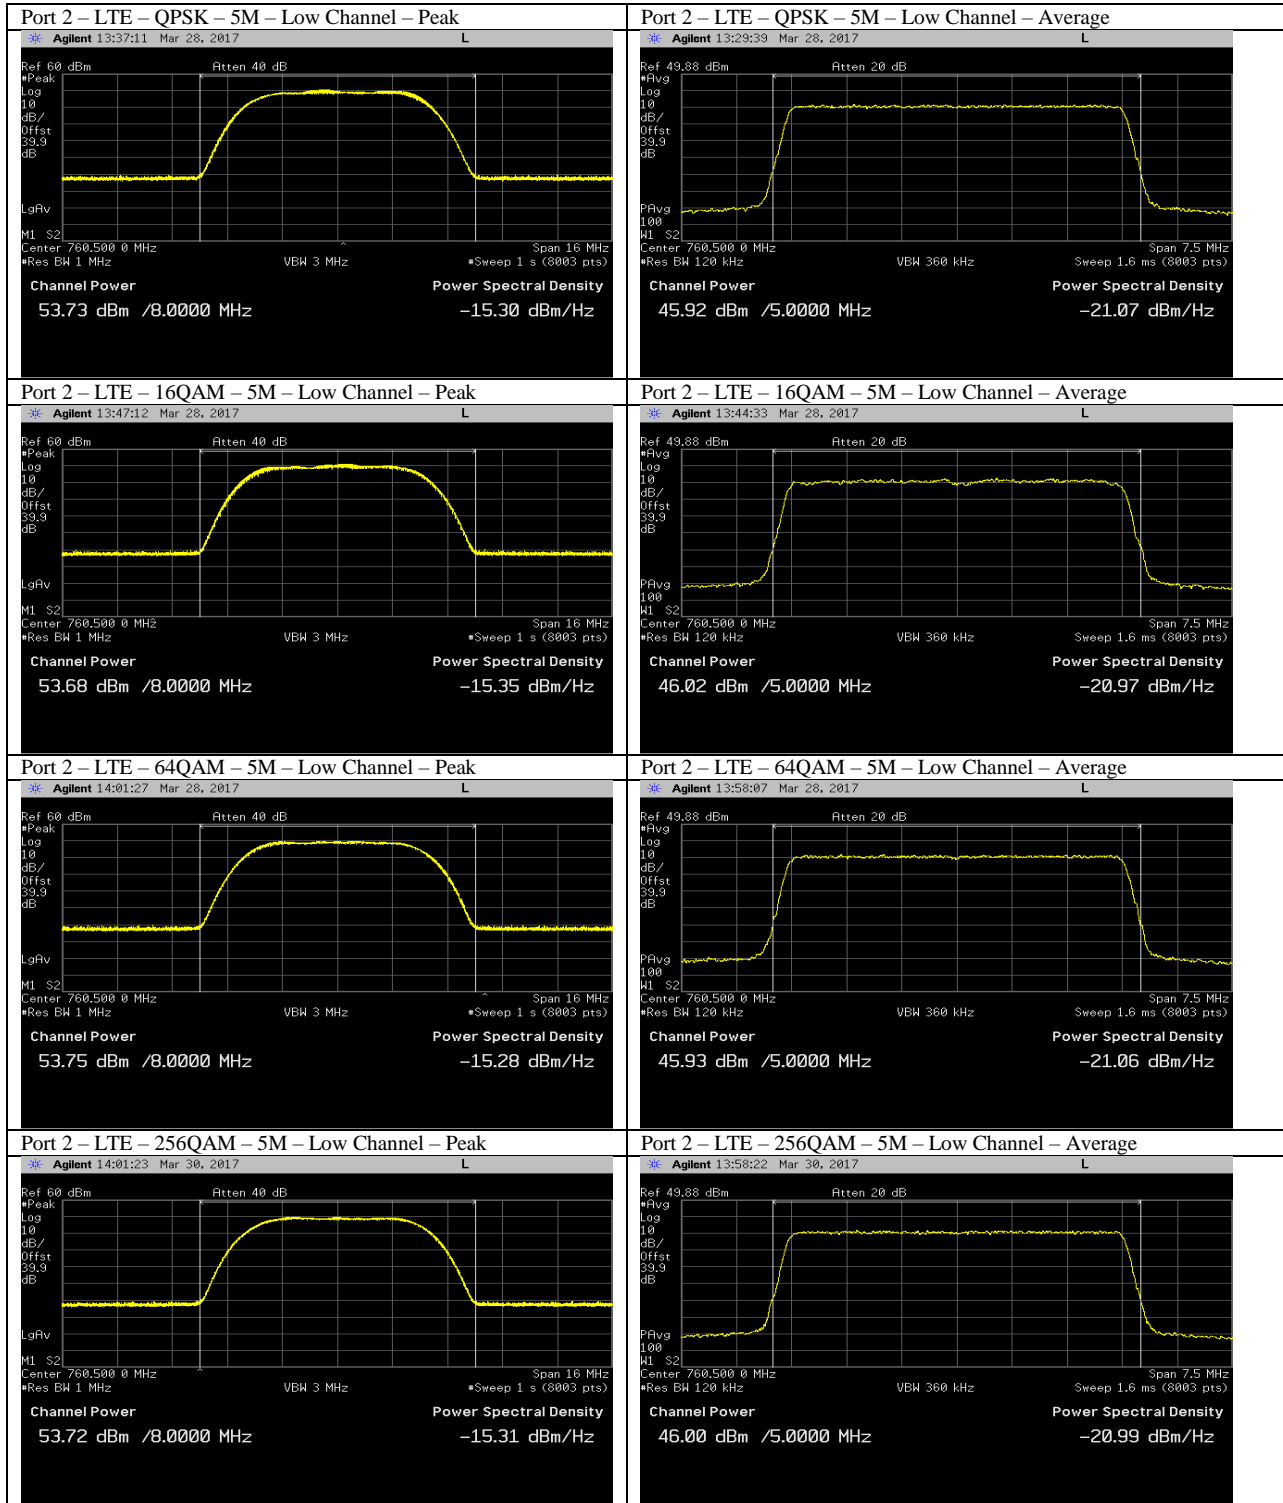 Port 2 – LTE – QPSK – 5M – Low Channel – Peak
Agilent 13:37:11 Mar 28, 2017 L
Ref 60 dBm Atten 40 dB
#Peak
Log
10
dB/
Offst
39.9
dB
LgAv
M1 S2
Center 760.500 0 MHz Span 16 MHz
#Res BW 1 MHz VBW 3 MHz #Sweep 1 s (8003 pts)
Channel Power Power Spectral Density
53.73 dBm /8.0000 MHz -15.30 dBm/Hz
Port 2 – LTE – QPSK – 5M – Low Channel – Average
Agilent 13:29:39 Mar 28, 2017 L
Ref 49.88 dBm Atten 20 dB
#Avg
Log
10
dB/
Offst
39.9
dB
PAvg
100
W1 S2
Center 760.500 0 MHz Span 7.5 MHz
#Res BW 120 kHz VBW 360 kHz Sweep 1.6 ms (8003 pts)
Channel Power Power Spectral Density
45.92 dBm /5.0000 MHz -21.07 dBm/Hz
Port 2 – LTE – 16QAM – 5M – Low Channel – Peak
Agilent 13:47:12 Mar 28, 2017 L
Ref 60 dBm Atten 40 dB
#Peak
Log
10
dB/
Offst
39.9
dB
LgAv
M1 S2
Center 760.500 0 MHz Span 16 MHz
#Res BW 1 MHz VBW 3 MHz #Sweep 1 s (8003 pts)
Channel Power Power Spectral Density
53.68 dBm /8.0000 MHz -15.35 dBm/Hz
Port 2 – LTE – 16QAM – 5M – Low Channel – Average
Agilent 13:44:33 Mar 28, 2017 L
Ref 49.88 dBm Atten 20 dB
#Avg
Log
10
dB/
Offst
39.9
dB
PAvg
100
W1 S2
Center 760.500 0 MHz Span 7.5 MHz
#Res BW 120 kHz VBW 360 kHz Sweep 1.6 ms (8003 pts)
Channel Power Power Spectral Density
46.02 dBm /5.0000 MHz -20.97 dBm/Hz
Port 2 – LTE – 64QAM – 5M – Low Channel – Peak
Agilent 14:01:27 Mar 28, 2017 L
Ref 60 dBm Atten 40 dB
#Peak
Log
10
dB/
Offst
39.9
dB
LgAv
M1 S2
Center 760.500 0 MHz Span 16 MHz
#Res BW 1 MHz VBW 3 MHz #Sweep 1 s (8003 pts)
Channel Power Power Spectral Density
53.75 dBm /8.0000 MHz -15.28 dBm/Hz
Port 2 – LTE – 64QAM – 5M – Low Channel – Average
Agilent 13:58:07 Mar 28, 2017 L
Ref 49.88 dBm Atten 20 dB
#Avg
Log
10
dB/
Offst
39.9
dB
PAvg
100
W1 S2
Center 760.500 0 MHz Span 7.5 MHz
#Res BW 120 kHz VBW 360 kHz Sweep 1.6 ms (8003 pts)
Channel Power Power Spectral Density
45.93 dBm /5.0000 MHz -21.06 dBm/Hz
Port 2 – LTE – 256QAM – 5M – Low Channel – Peak
Agilent 14:01:23 Mar 30, 2017 L
Ref 60 dBm Atten 40 dB
#Peak
Log
10
dB/
Offst
39.9
dB
LgAv
M1 S2
Center 760.500 0 MHz Span 16 MHz
#Res BW 1 MHz VBW 3 MHz #Sweep 1 s (8003 pts)
Channel Power Power Spectral Density
53.72 dBm /8.0000 MHz -15.31 dBm/Hz
Port 2 – LTE – 256QAM – 5M – Low Channel – Average
Agilent 13:58:22 Mar 30, 2017 L
Ref 49.88 dBm Atten 20 dB
#Avg
Log
10
dB/
Offst
39.9
dB
PAvg
100
W1 S2
Center 760.500 0 MHz Span 7.5 MHz
#Res BW 120 kHz VBW 360 kHz Sweep 1.6 ms (8003 pts)
Channel Power Power Spectral Density
46.00 dBm /5.0000 MHz -20.99 dBm/Hz